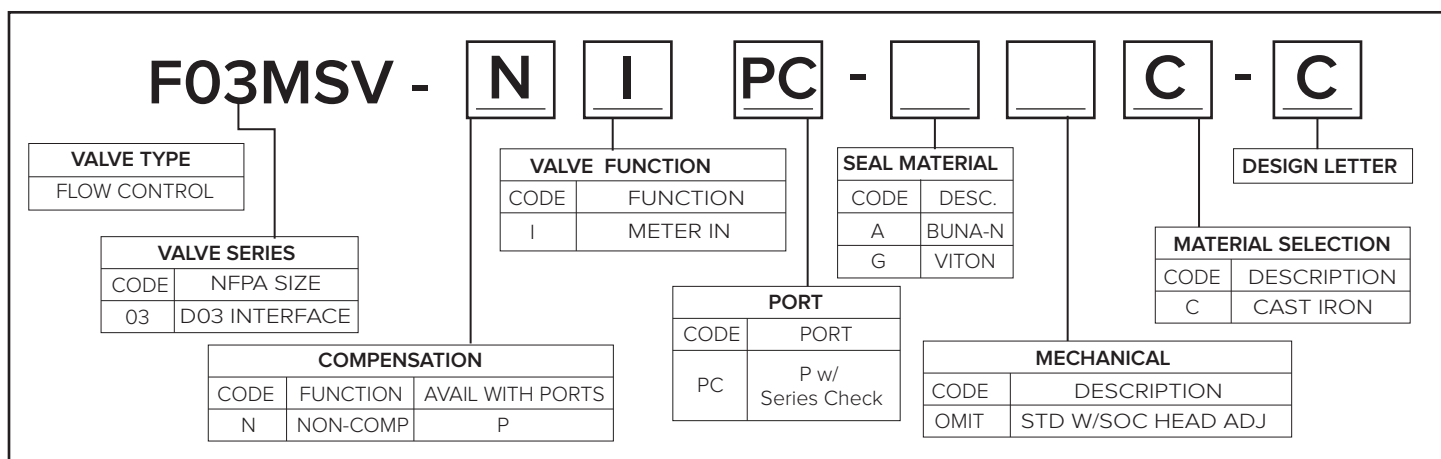 F03MSV - N I PC - C - C
VALVE TYPE
FLOW CONTROL
VALVE SERIES
CODE NFPA SIZE
03 D03 INTERFACE
COMPENSATION
CODE FUNCTION AVAIL WITH PORTS
N NON-COMP P
VALVE FUNCTION
CODE FUNCTION
I METER IN
PORT
CODE PORT
PC P w/
Series Check
SEAL MATERIAL
CODE DESC.
A BUNA-N
G VITON
MECHANICAL
CODE DESCRIPTION
OMIT STD W/SOC HEAD ADJ
MATERIAL SELECTION
CODE DESCRIPTION
C CAST IRON
DESIGN LETTER